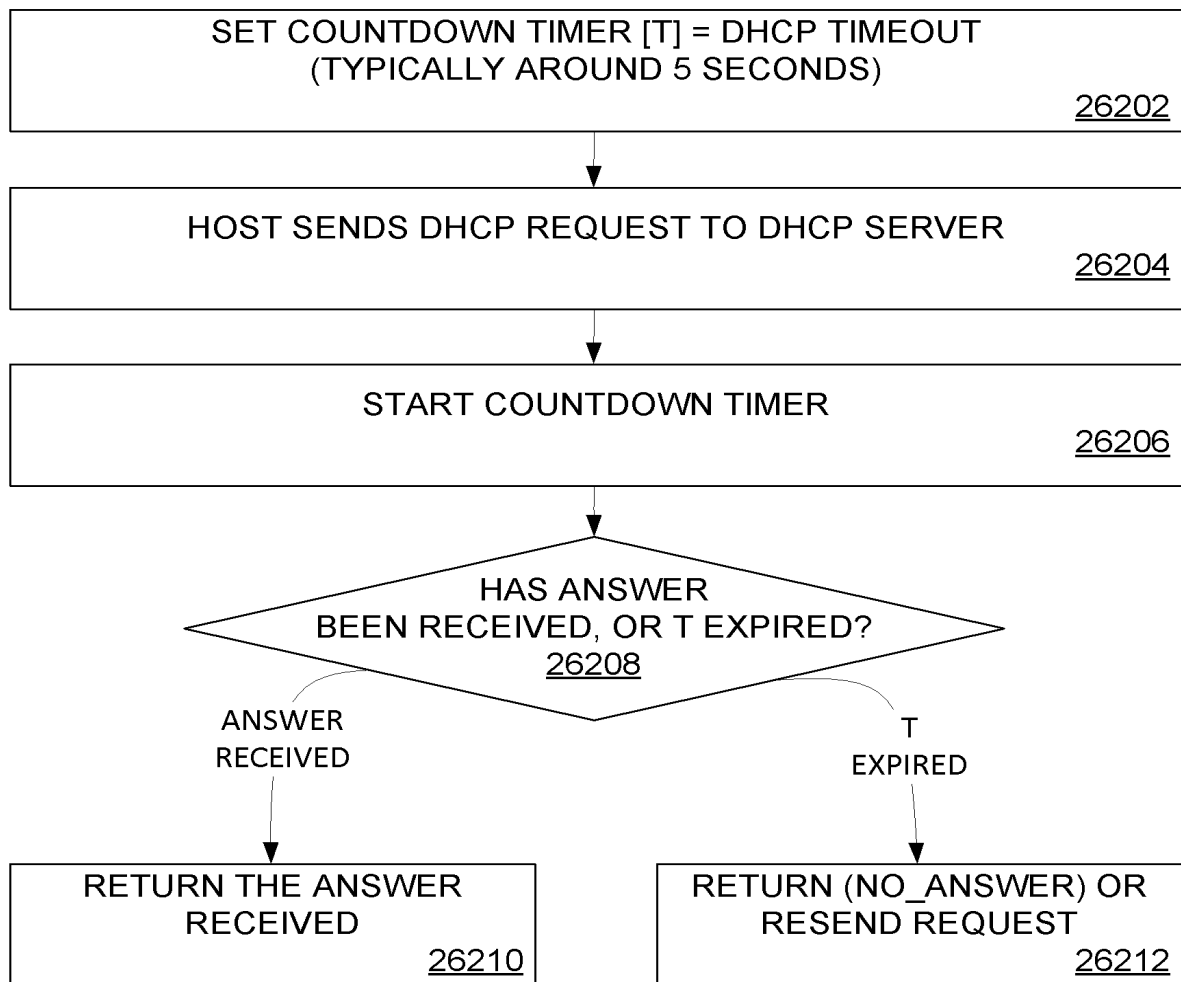 SET COUNTDOWN TIMER [T] = DHCP TIMEOUT
(TYPICALLY AROUND 5 SECONDS)
26202
HOST SENDS DHCP REQUEST TO DHCP SERVER
26204
START COUNTDOWN TIMER
26206
HAS ANSWER
BEEN RECEIVED, OR T EXPIRED?
26208
ANSWER
RECEIVED
T
EXPIRED
RETURN THE ANSWER
RECEIVED
26210
RETURN (NO_ANSWER) OR
RESEND REQUEST
26212